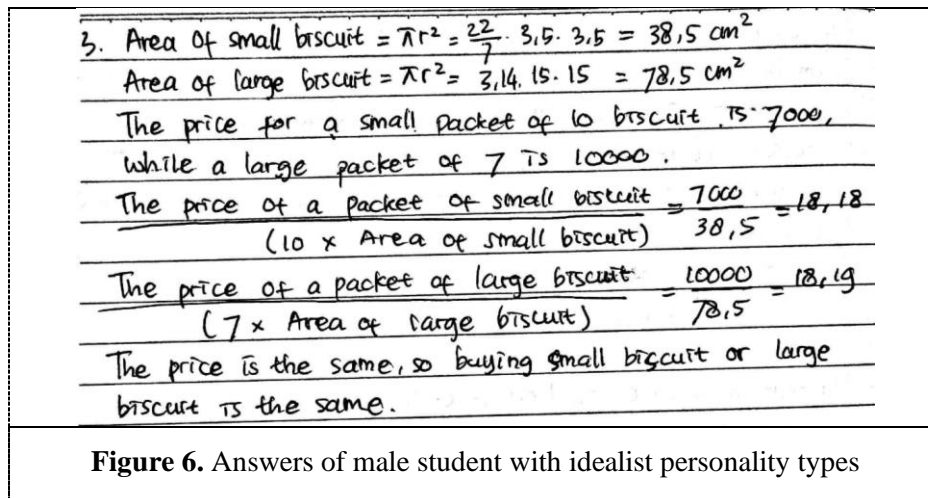 3. Area of small biscuit = πr² = 22/7 . 3,5. 3,5 = 38,5 cm²
Area of large biscuit = πr² = 3,14. 15. 15 = 78,5 cm²
The price for a small packet of 10 biscuit is 7000,
while a large packet of 7 is 10000.
The price of a packet of small biscuit / (10 x Area of small biscuit) = 7000 / 38,5 = 18,18
The price of a packet of large biscuit / (7 x Area of large biscuit) = 10000 / 78,5 = 18,19
The price is the same, so buying small biscuit or large
biscuit is the same.
Figure 6. Answers of male student with idealist personality types